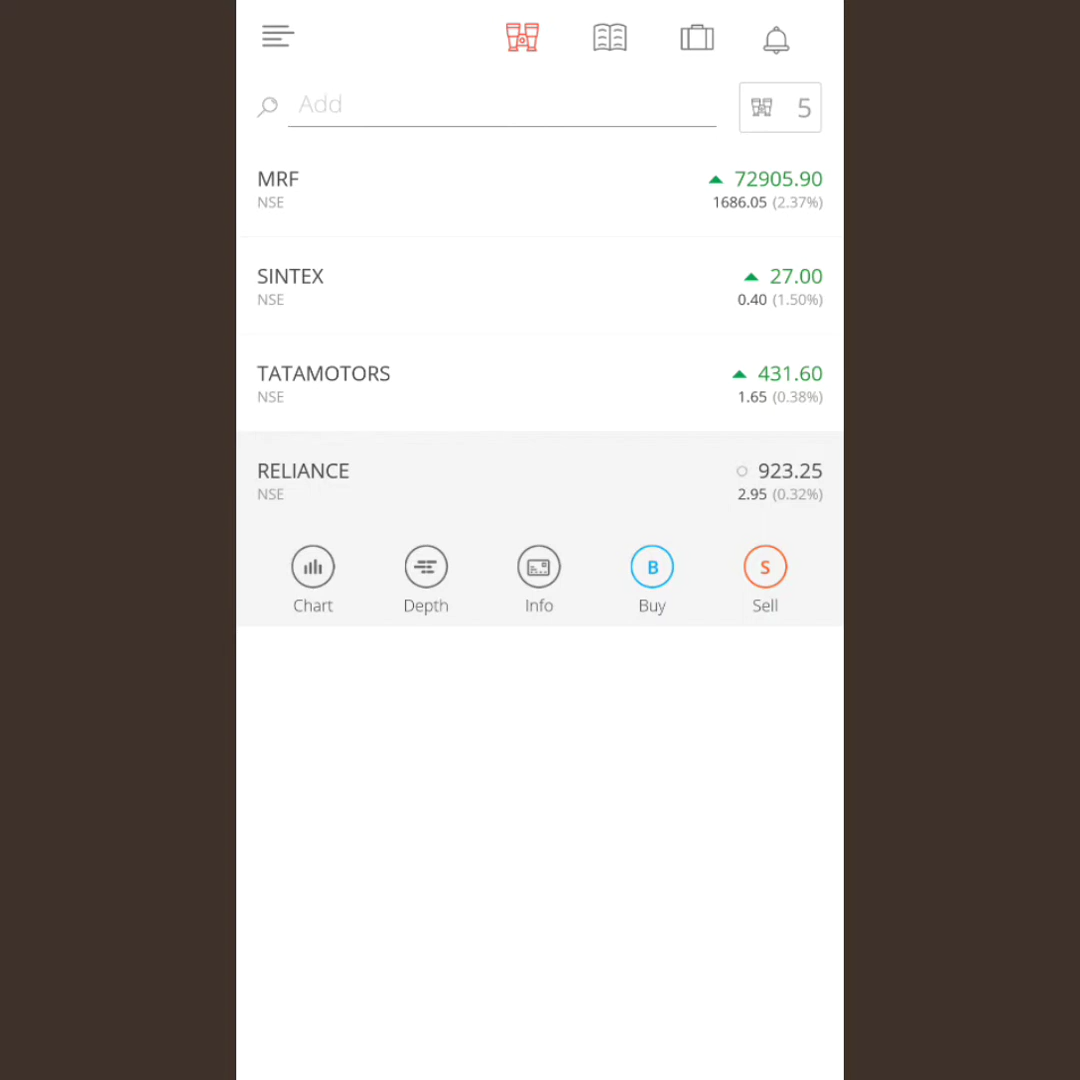 Add
5
MRF 72905.90
NSE 1686.05 (2.37%)
SINTEX 27.00
NSE 0.40 (1.50%)
TATAMOTORS 431.60
NSE 1.65 (0.38%)
RELIANCE 923.25
NSE 2.95 (0.32%)
B S
Chart Depth Info Buy Sell